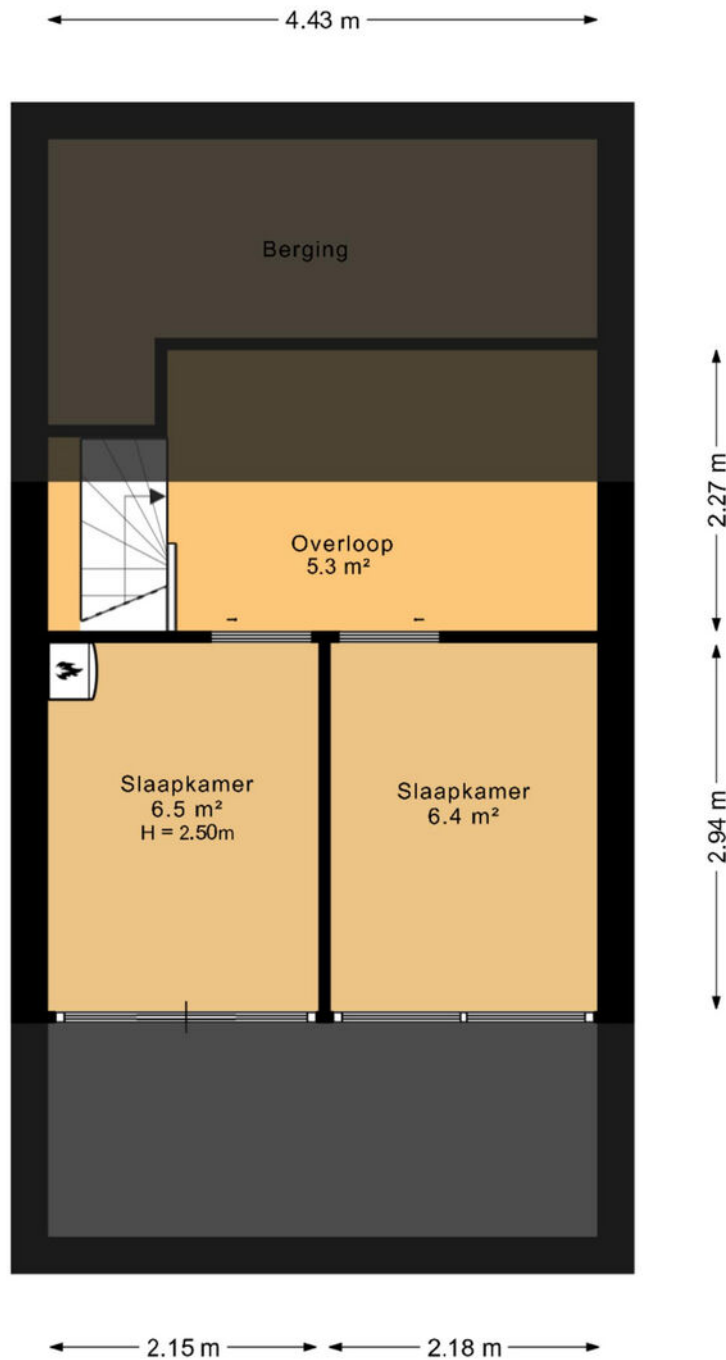 4.43 m
Berging
2.27 m
Overloop
5.3 m²
2.94 m
Slaapkamer
6.5 m²
H = 2.50m
Slaapkamer
6.4 m²
2.15 m
2.18 m